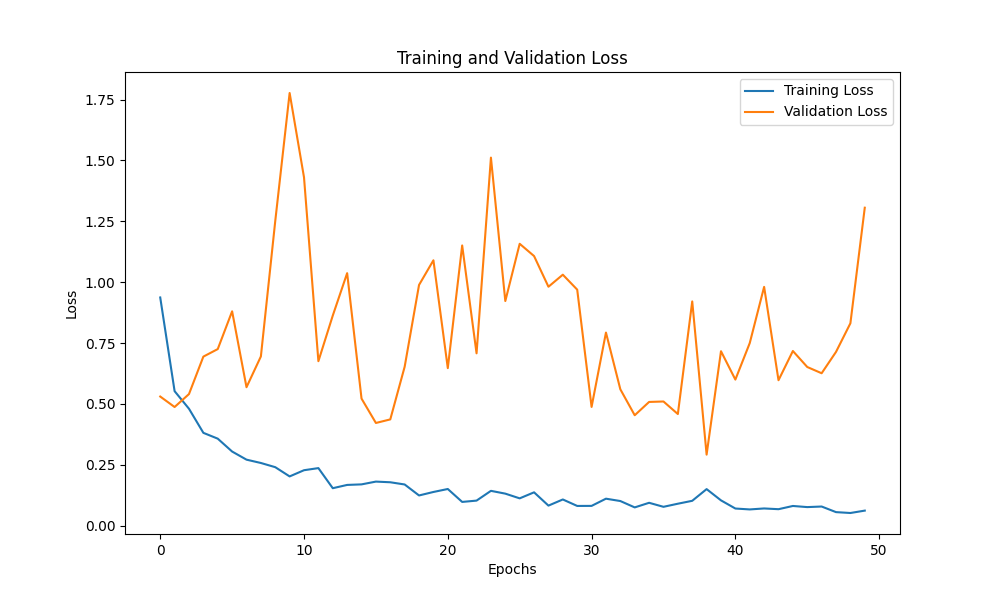 Training and Validation Loss
Training Loss
Validation Loss
1.75
1.50
1.25
1.00
0.75
0.50
0.25
0.00
Loss
0 10 20 30 40 50
Epochs